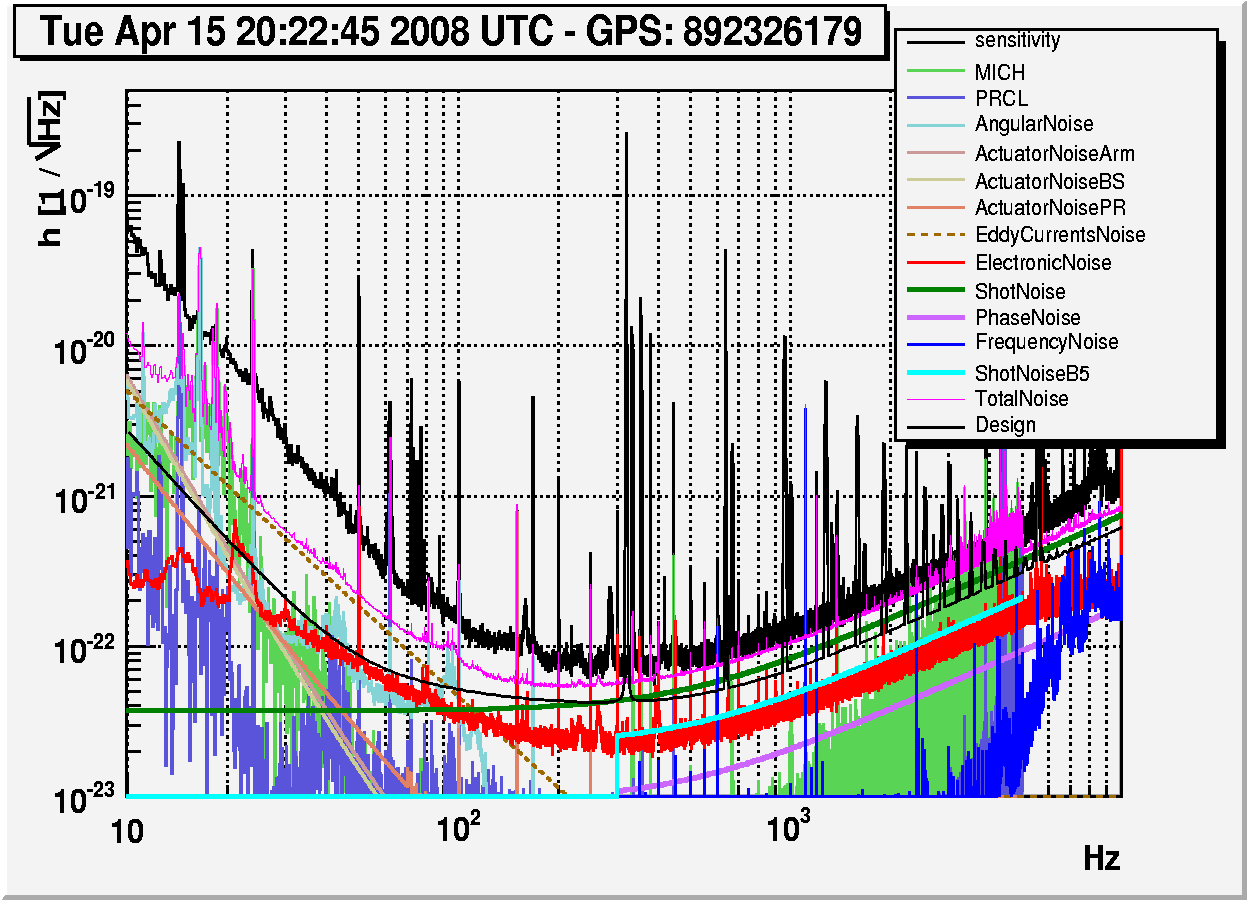 Tue Apr 15 20:22:45 2008 UTC - GPS: 892326179
h [1 / √Hz]
10^-19
10^-20
10^-21
10^-22
10^-23
10
10^2
10^3
Hz
sensitivity
MICH
PRCL
AngularNoise
ActuatorNoiseArm
ActuatorNoiseBS
ActuatorNoisePR
EddyCurrentsNoise
ElectronicNoise
ShotNoise
PhaseNoise
FrequencyNoise
ShotNoiseB5
TotalNoise
Design